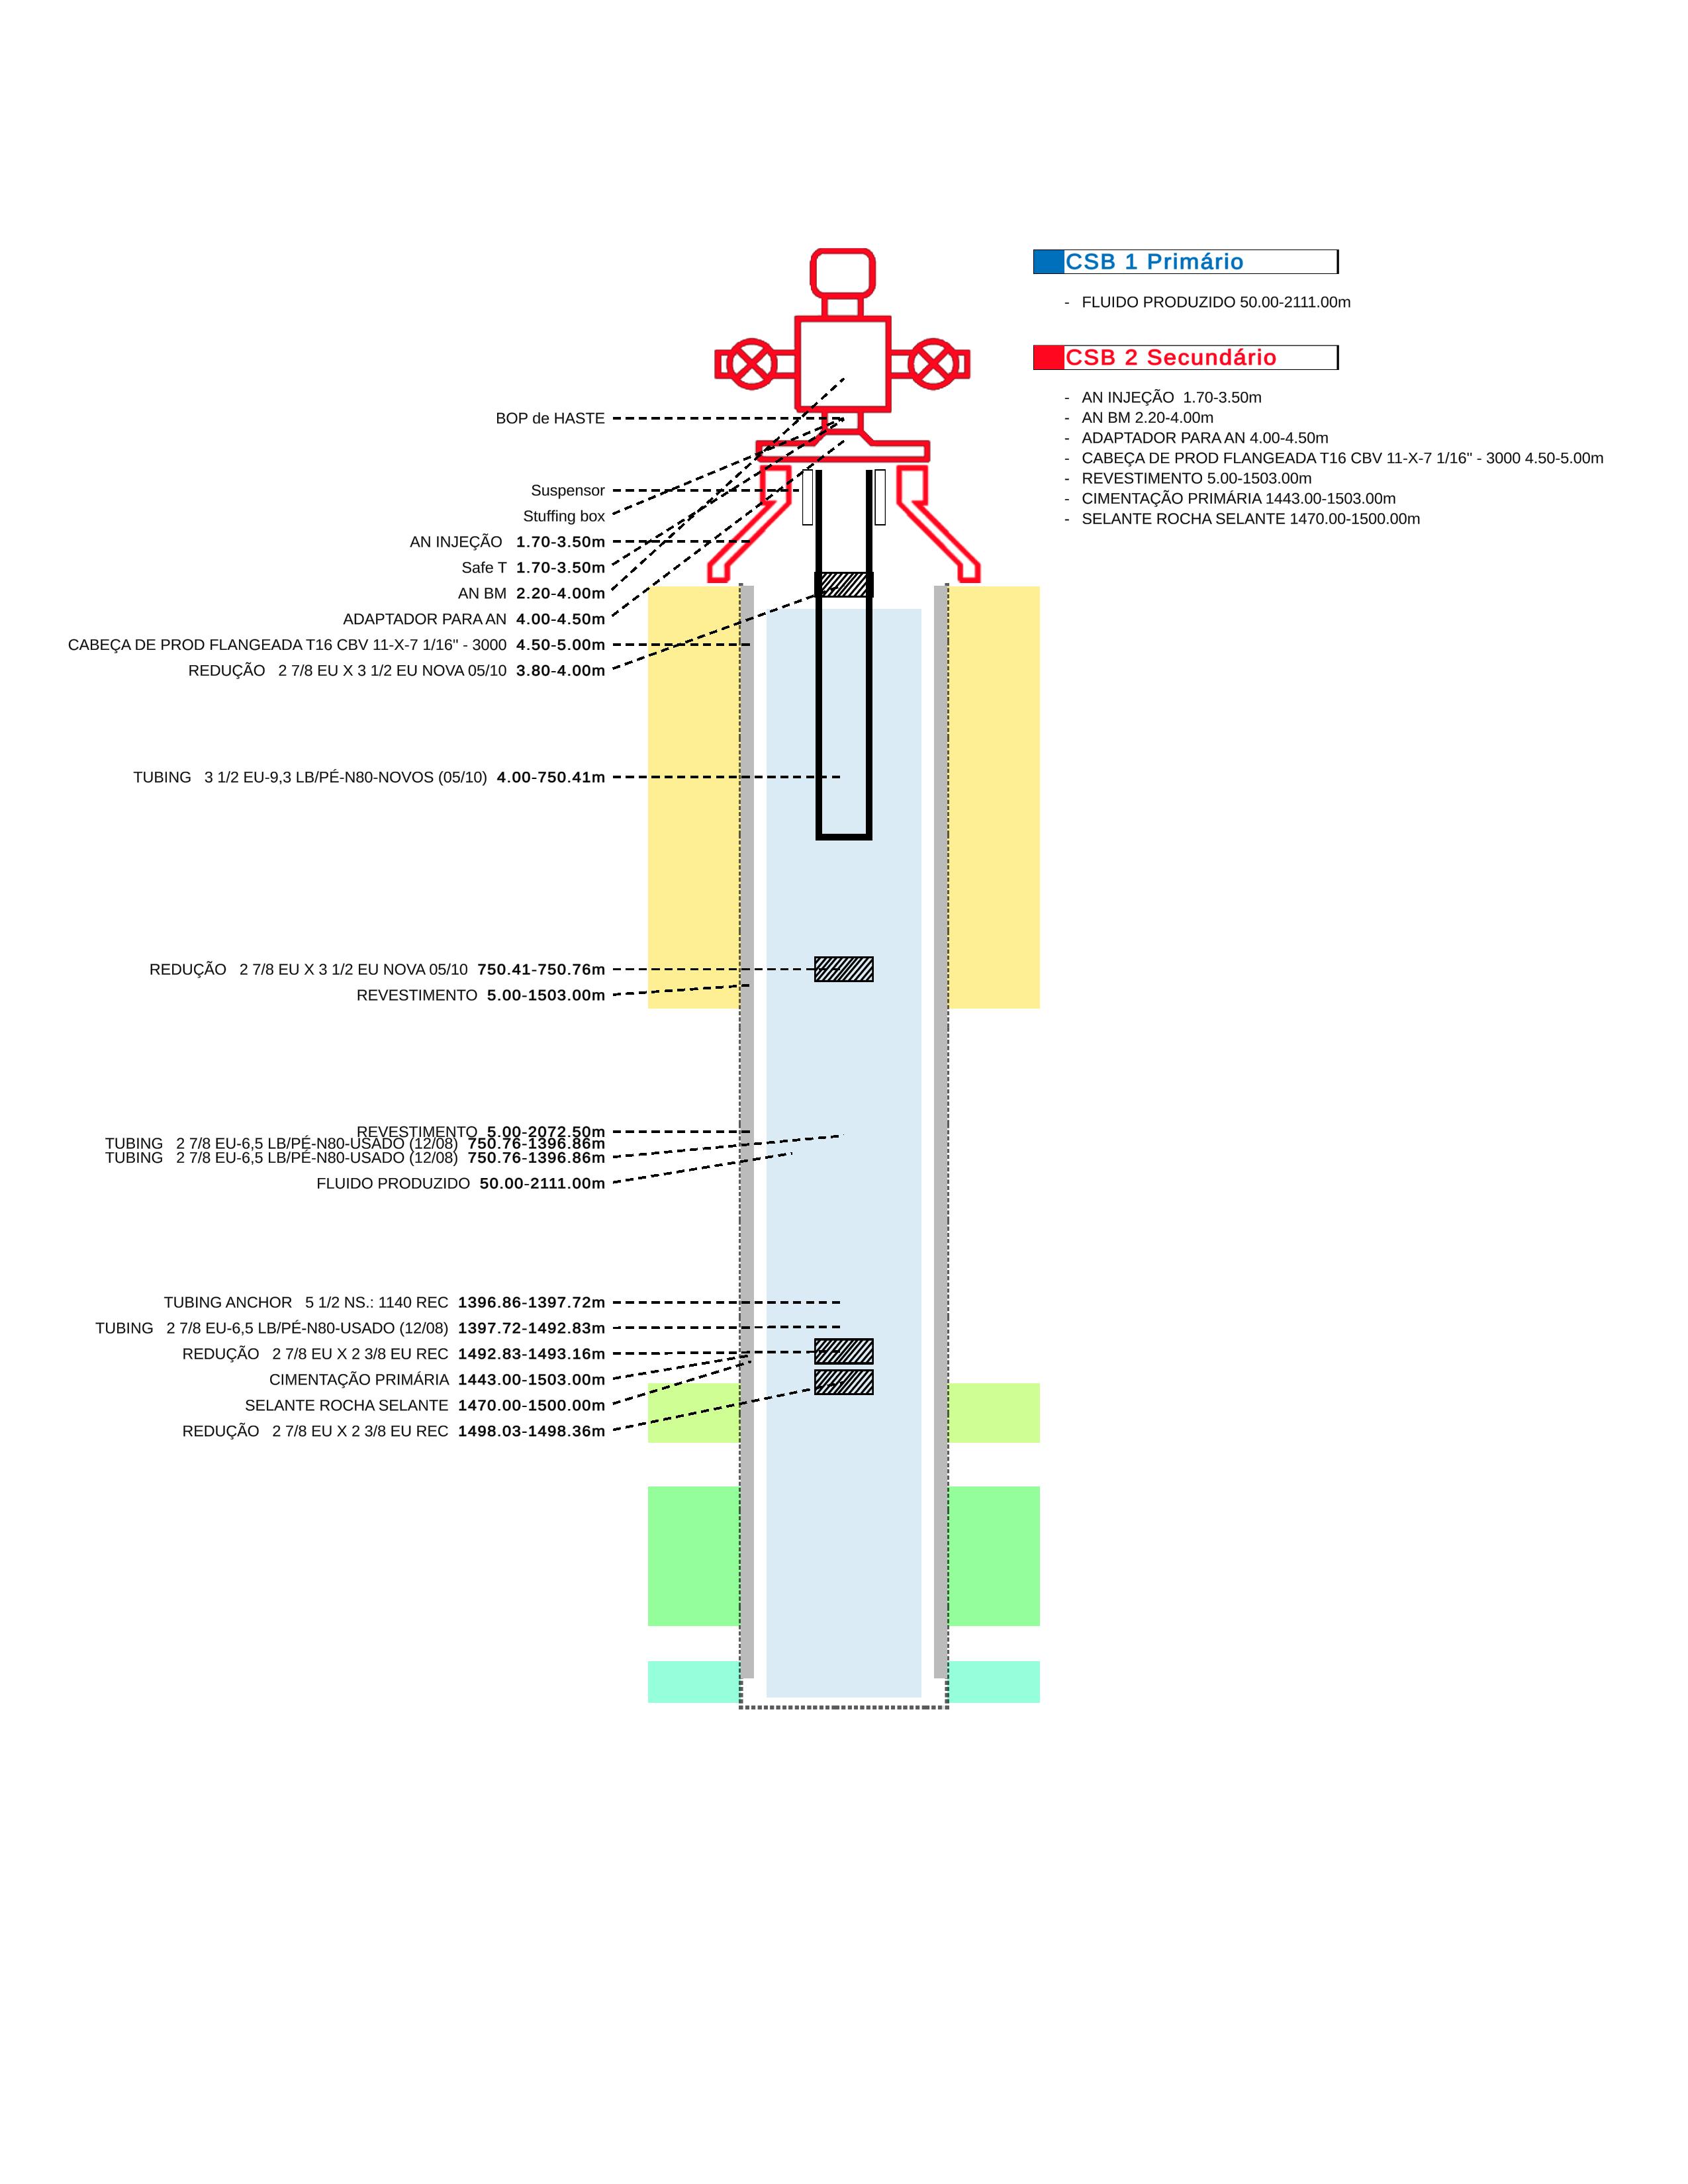 CSB 1 Primário
- FLUIDO PRODUZIDO 50.00-2111.00m
CSB 2 Secundário
- AN INJEÇÃO 1.70-3.50m
- AN BM 2.20-4.00m
- ADAPTADOR PARA AN 4.00-4.50m
- CABEÇA DE PROD FLANGEADA T16 CBV 11-X-7 1/16" - 3000 4.50-5.00m
- REVESTIMENTO 5.00-1503.00m
- CIMENTAÇÃO PRIMÁRIA 1443.00-1503.00m
- SELANTE ROCHA SELANTE 1470.00-1500.00m
BOP de HASTE
Suspensor
Stuffing box
AN INJEÇÃO 1.70-3.50m
Safe T 1.70-3.50m
AN BM 2.20-4.00m
ADAPTADOR PARA AN 4.00-4.50m
CABEÇA DE PROD FLANGEADA T16 CBV 11-X-7 1/16" - 3000 4.50-5.00m
REDUÇÃO 2 7/8 EU X 3 1/2 EU NOVA 05/10 3.80-4.00m
TUBING 3 1/2 EU-9,3 LB/PÉ-N80-NOVOS (05/10) 4.00-750.41m
REDUÇÃO 2 7/8 EU X 3 1/2 EU NOVA 05/10 750.41-750.76m
REVESTIMENTO 5.00-1503.00m
REVESTIMENTO 5.00-2072.50m
TUBING 2 7/8 EU-6,5 LB/PÉ-N80-USADO (12/08) 750.76-1396.86m
TUBING 2 7/8 EU-6,5 LB/PÉ-N80-USADO (12/08) 750.76-1396.86m
FLUIDO PRODUZIDO 50.00-2111.00m
TUBING ANCHOR 5 1/2 NS.: 1140 REC 1396.86-1397.72m
TUBING 2 7/8 EU-6,5 LB/PÉ-N80-USADO (12/08) 1397.72-1492.83m
REDUÇÃO 2 7/8 EU X 2 3/8 EU REC 1492.83-1493.16m
CIMENTAÇÃO PRIMÁRIA 1443.00-1503.00m
SELANTE ROCHA SELANTE 1470.00-1500.00m
REDUÇÃO 2 7/8 EU X 2 3/8 EU REC 1498.03-1498.36m